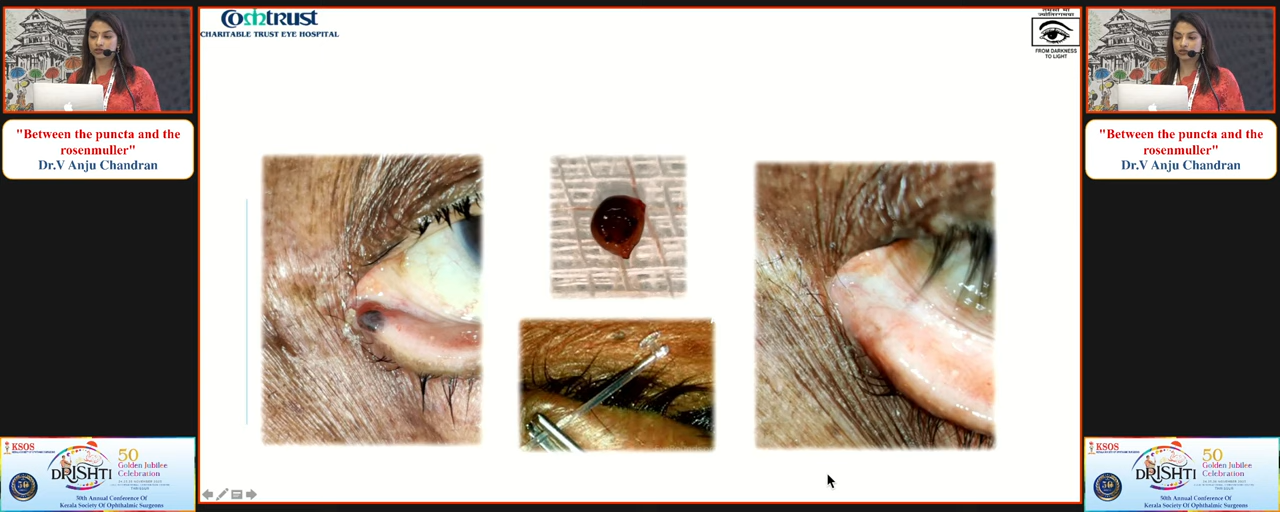 Comtrust
CHARITABLE TRUST EYE HOSPITAL
तमसो मा
ज्योतिर्गमय
FROM DARKNESS
TO LIGHT
"Between the puncta and the
rosenmuller"
Dr.V Anju Chandran
"Between the puncta and the
rosenmuller"
Dr.V Anju Chandran
KSOS
DRISHTI
50
Golden Jubilee
Celebration
50th Annual Conference Of
Kerala Society Of Ophthalmic Surgeons
KSOS
DRISHTI
50
Golden Jubilee
Celebration
50th Annual Conference Of
Kerala Society Of Ophthalmic Surgeons